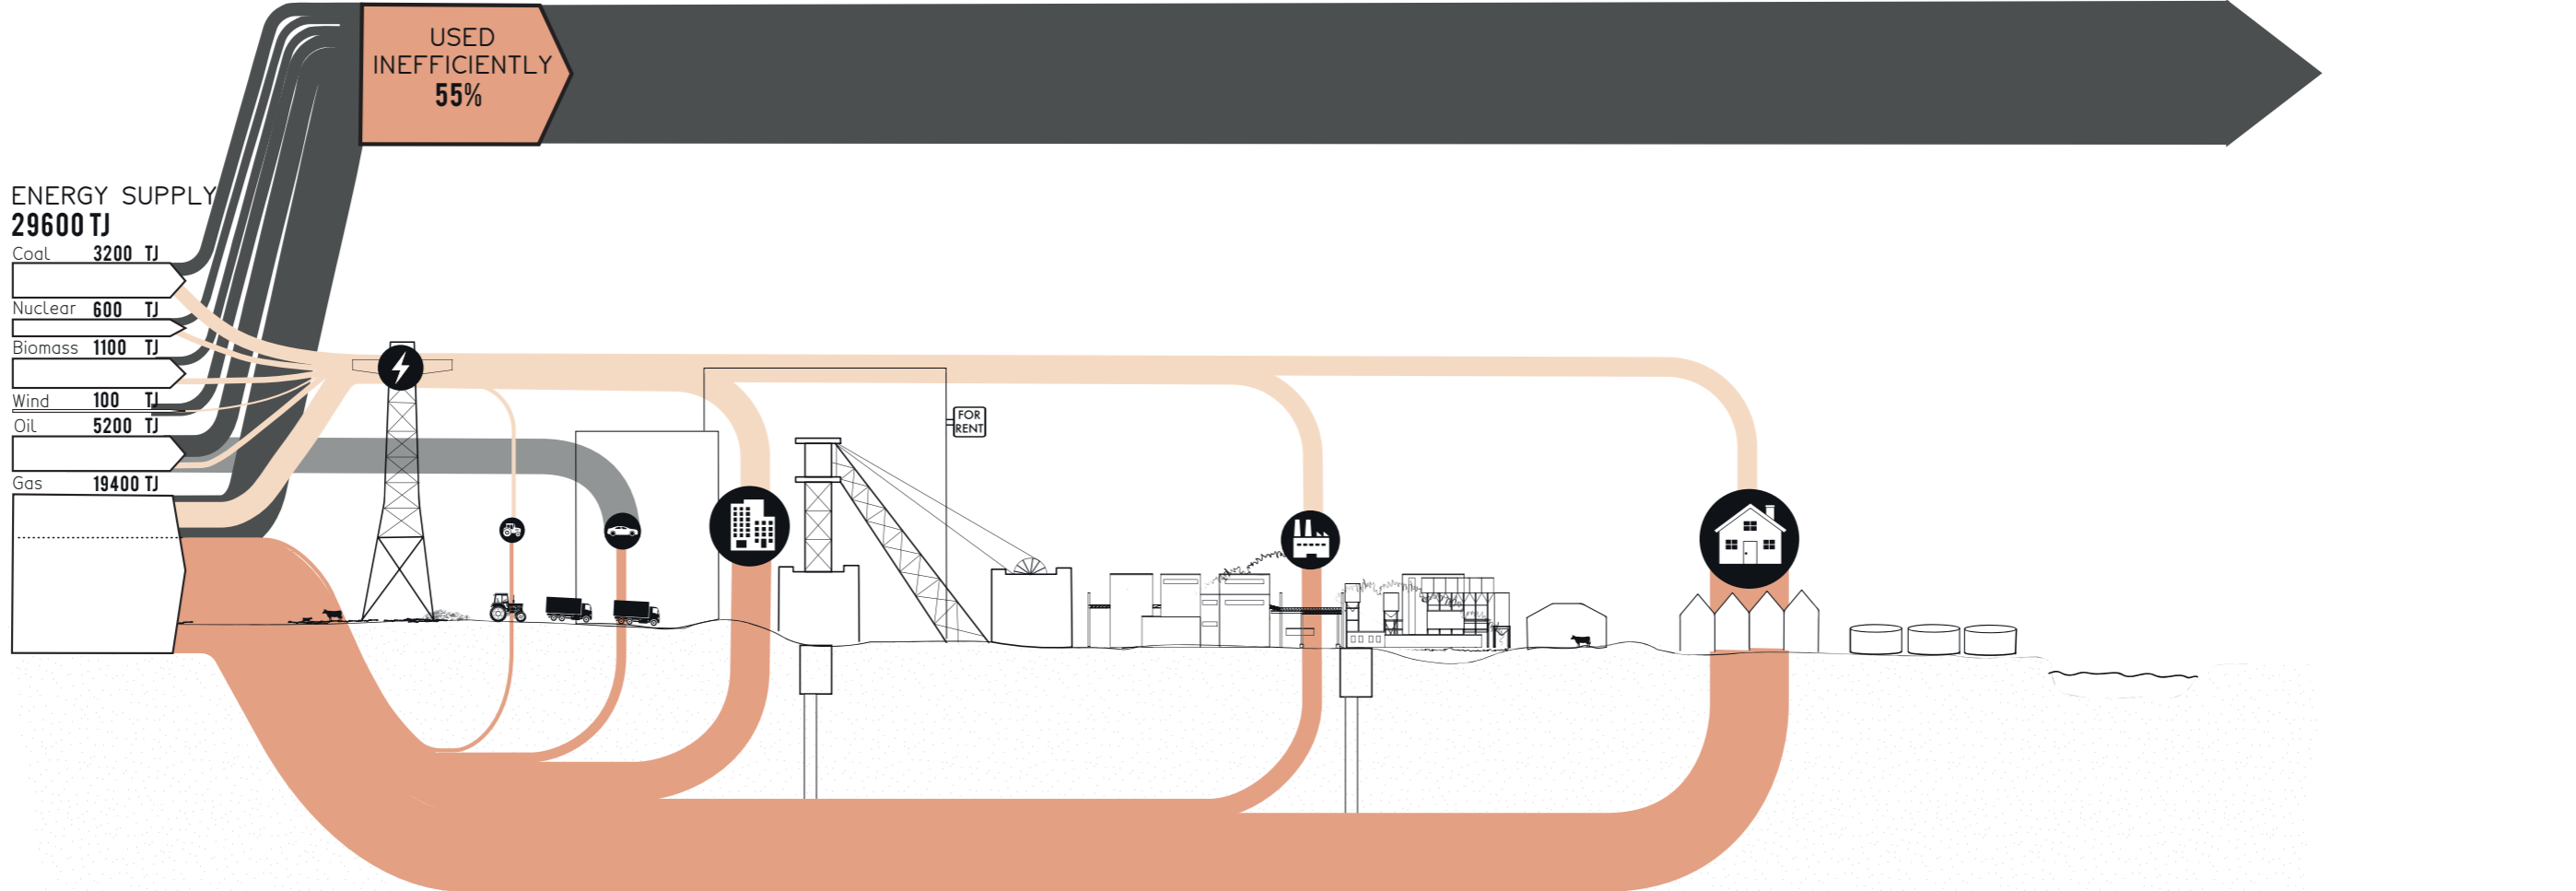 USED
INEFFICIENTLY
55%
ENERGY SUPPLY
29600 TJ
Coal 3200 TJ
Nuclear 600 TJ
Biomass 1100 TJ
Wind 100 TJ
Oil 5200 TJ
Gas 19400 TJ
FOR
RENT